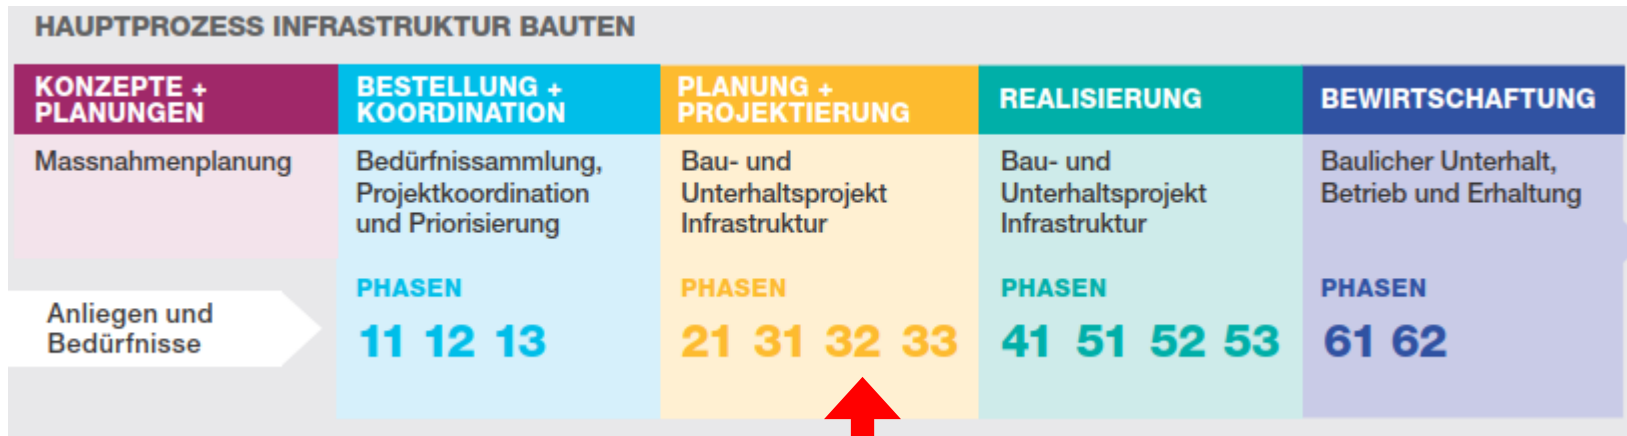 HAUPTPROZESS INFRASTRUKTUR BAUTEN
KONZEPTE +
PLANUNGEN
Massnahmenplanung
Anliegen und
Bedürfnisse
BESTELLUNG +
KOORDINATION
Bedürfnissammlung,
Projektkoordination
und Priorisierung
PHASEN
11 12 13
PLANUNG +
PROJEKTIERUNG
Bau- und
Unterhaltsprojekt
Infrastruktur
PHASEN
21 31 32 33
REALISIERUNG
Bau- und
Unterhaltsprojekt
Infrastruktur
PHASEN
41 51 52 53
BEWIRTSCHAFTUNG
Baulicher Unterhalt,
Betrieb und Erhaltung
PHASEN
61 62